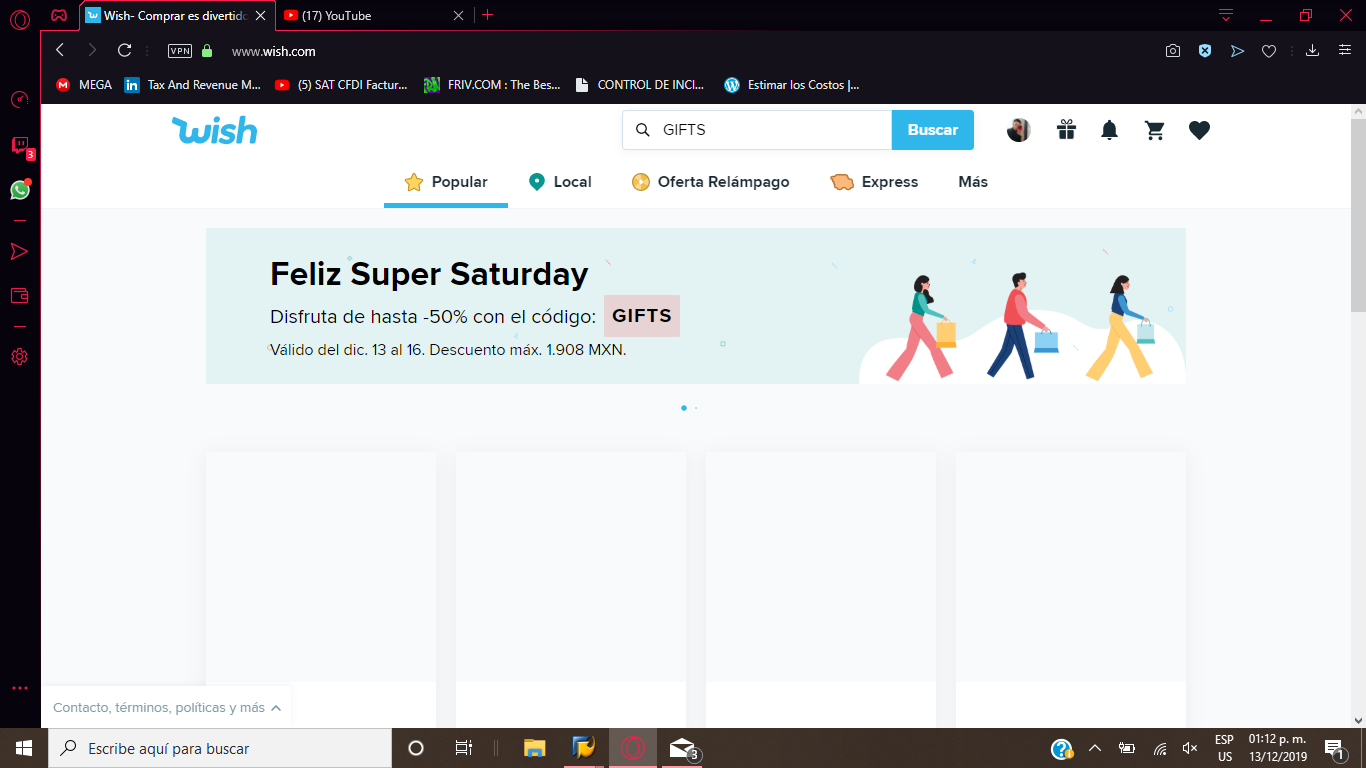 Wish- Comprar es divertido
(17) YouTube
VPN
www.wish.com
MEGA
Tax And Revenue M...
(5) SAT CFDI Factur...
FRIV.COM : The Bes...
CONTROL DE INCI...
Estimar los Costos |...
wish
GIFTS
Buscar
3
Popular
Local
Oferta Relámpago
Express
Más
Feliz Super Saturday
Disfruta de hasta -50% con el código: GIFTS
Válido del dic. 13 al 16. Descuento máx. 1.908 MXN.
Contacto, términos, políticas y más
Escribe aquí para buscar
3
ESP
US
01:12 p. m.
13/12/2019
1